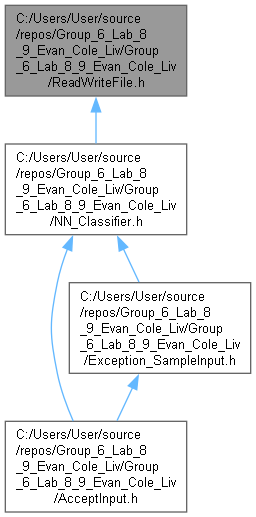 C:/Users/User/source
/repos/Group_6_Lab_8
_9_Evan_Cole_Liv/Group
_6_Lab_8_9_Evan_Cole_Liv
/ReadWriteFile.h
C:/Users/User/source
/repos/Group_6_Lab_8
_9_Evan_Cole_Liv/Group
_6_Lab_8_9_Evan_Cole_Liv
/NN_Classifier.h
C:/Users/User/source
/repos/Group_6_Lab_8
_9_Evan_Cole_Liv/Group
_6_Lab_8_9_Evan_Cole_Liv
/Exception_SampleInput.h
C:/Users/User/source
/repos/Group_6_Lab_8
_9_Evan_Cole_Liv/Group
_6_Lab_8_9_Evan_Cole_Liv
/AcceptInput.h